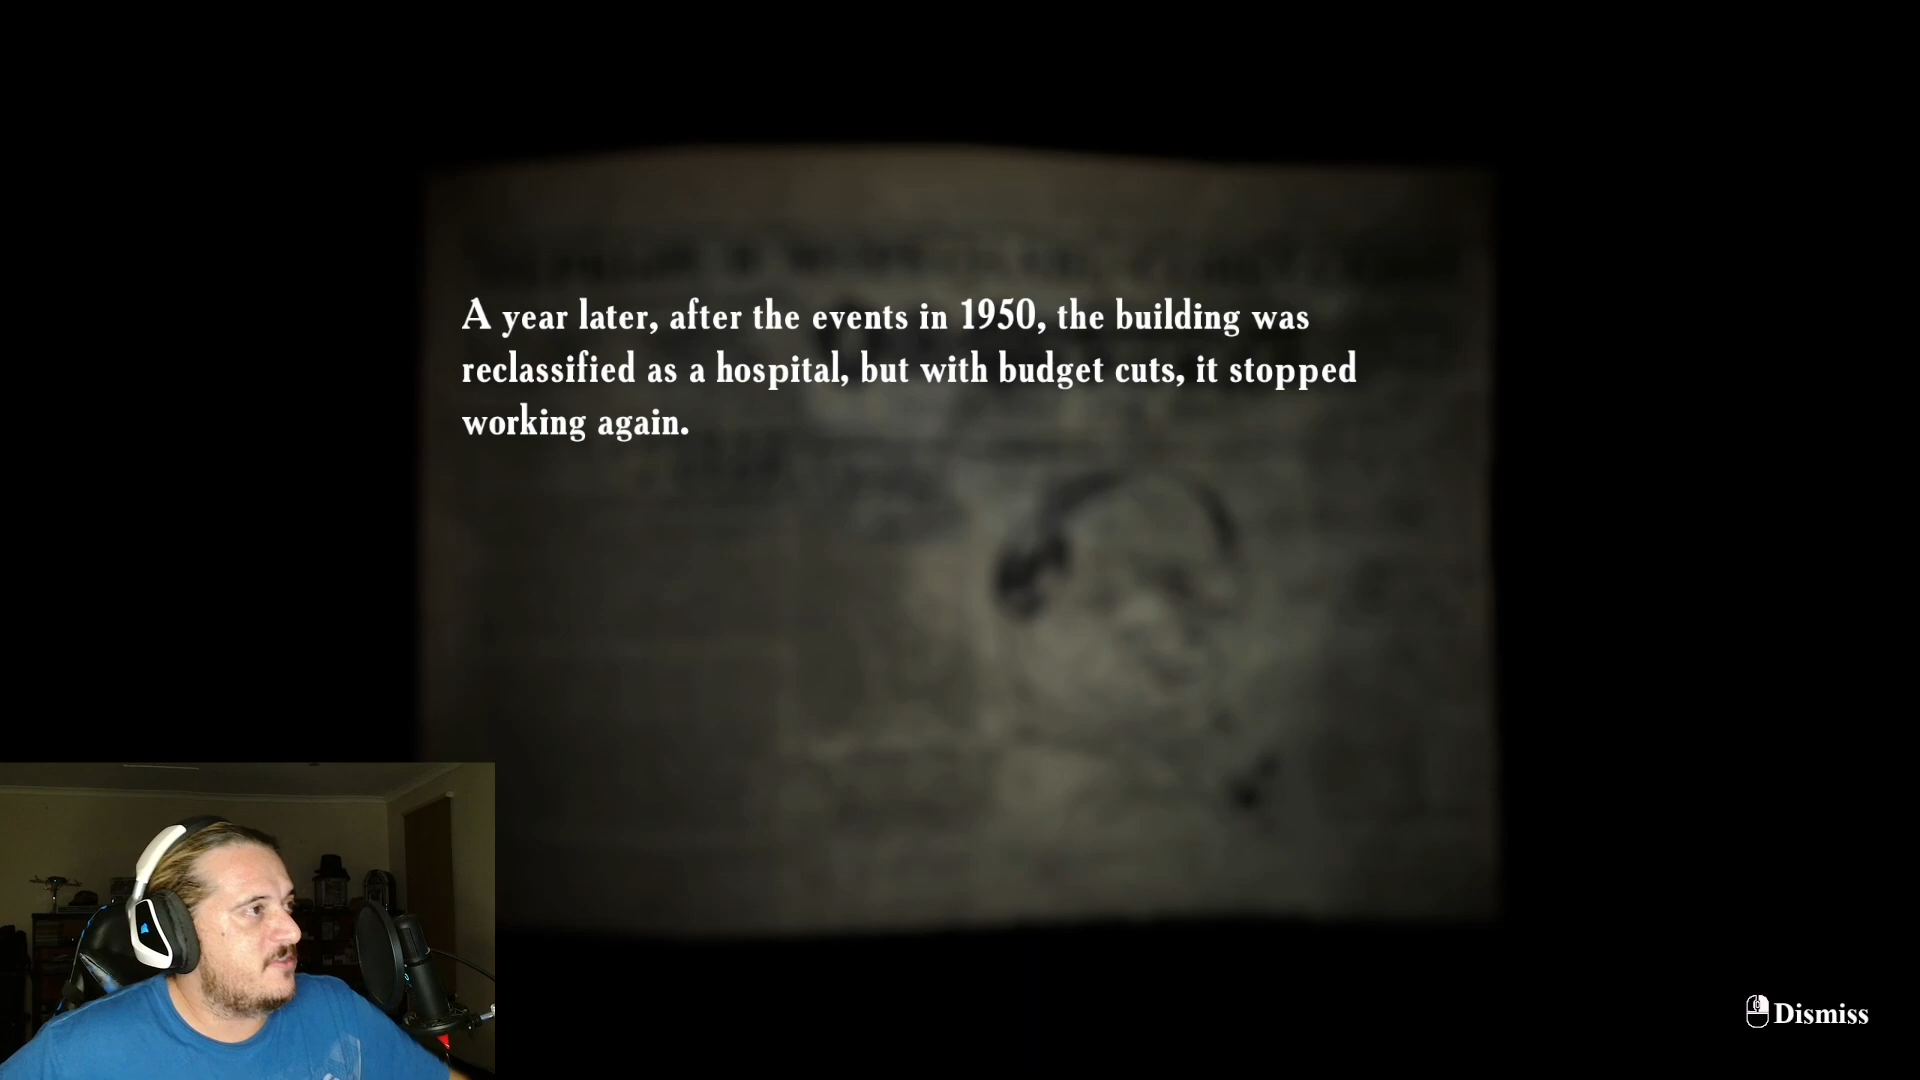 A year later, after the events in 1950, the building was
reclassified as a hospital, but with budget cuts, it stopped
working again.
Dismiss